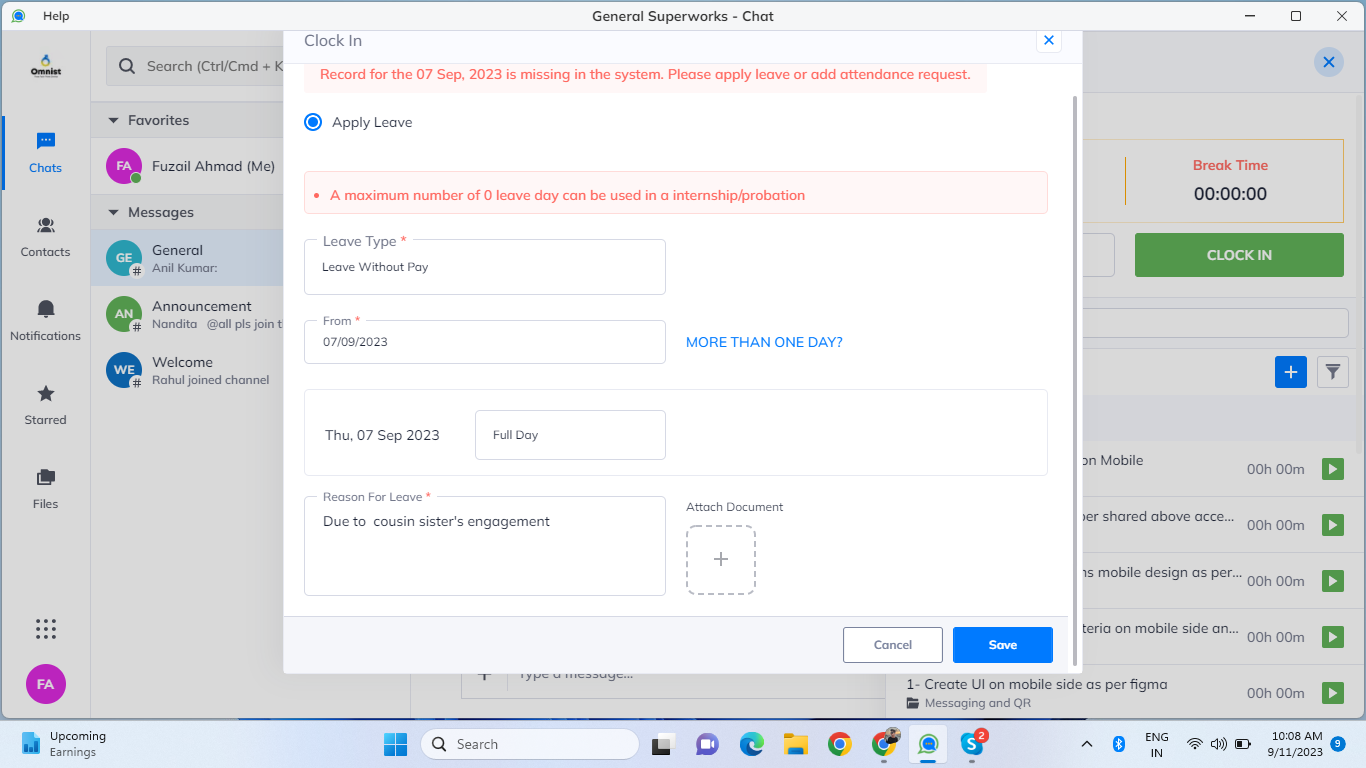 Help
General Superworks - Chat
Omnist
Search (Ctrl/Cmd + K
Chats
Contacts
Notifications
Starred
Files
FA
Favorites
FA
Fuzail Ahmad (Me)
Messages
GE
#
General
Anil Kumar:
AN
#
Announcement
Nandita @all pls join t
WE
#
Welcome
Rahul joined channel
Clock In
Record for the 07 Sep, 2023 is missing in the system. Please apply leave or add attendance request.
Apply Leave
• A maximum number of 0 leave day can be used in a internship/probation
Leave Type *
Leave Without Pay
From *
07/09/2023
MORE THAN ONE DAY?
Thu, 07 Sep 2023
Full Day
Reason For Leave *
Due to  cousin sister's engagement
Attach Document
Cancel
Save
Type a message...
Break Time
00:00:00
CLOCK IN
on Mobile
00h 00m
per shared above acce...
00h 00m
ns mobile design as per...
00h 00m
teria on mobile side an...
00h 00m
1- Create UI on mobile side as per figma
Messaging and QR
00h 00m
Upcoming
Earnings
Search
2
ENG
IN
10:08 AM
9/11/2023
9